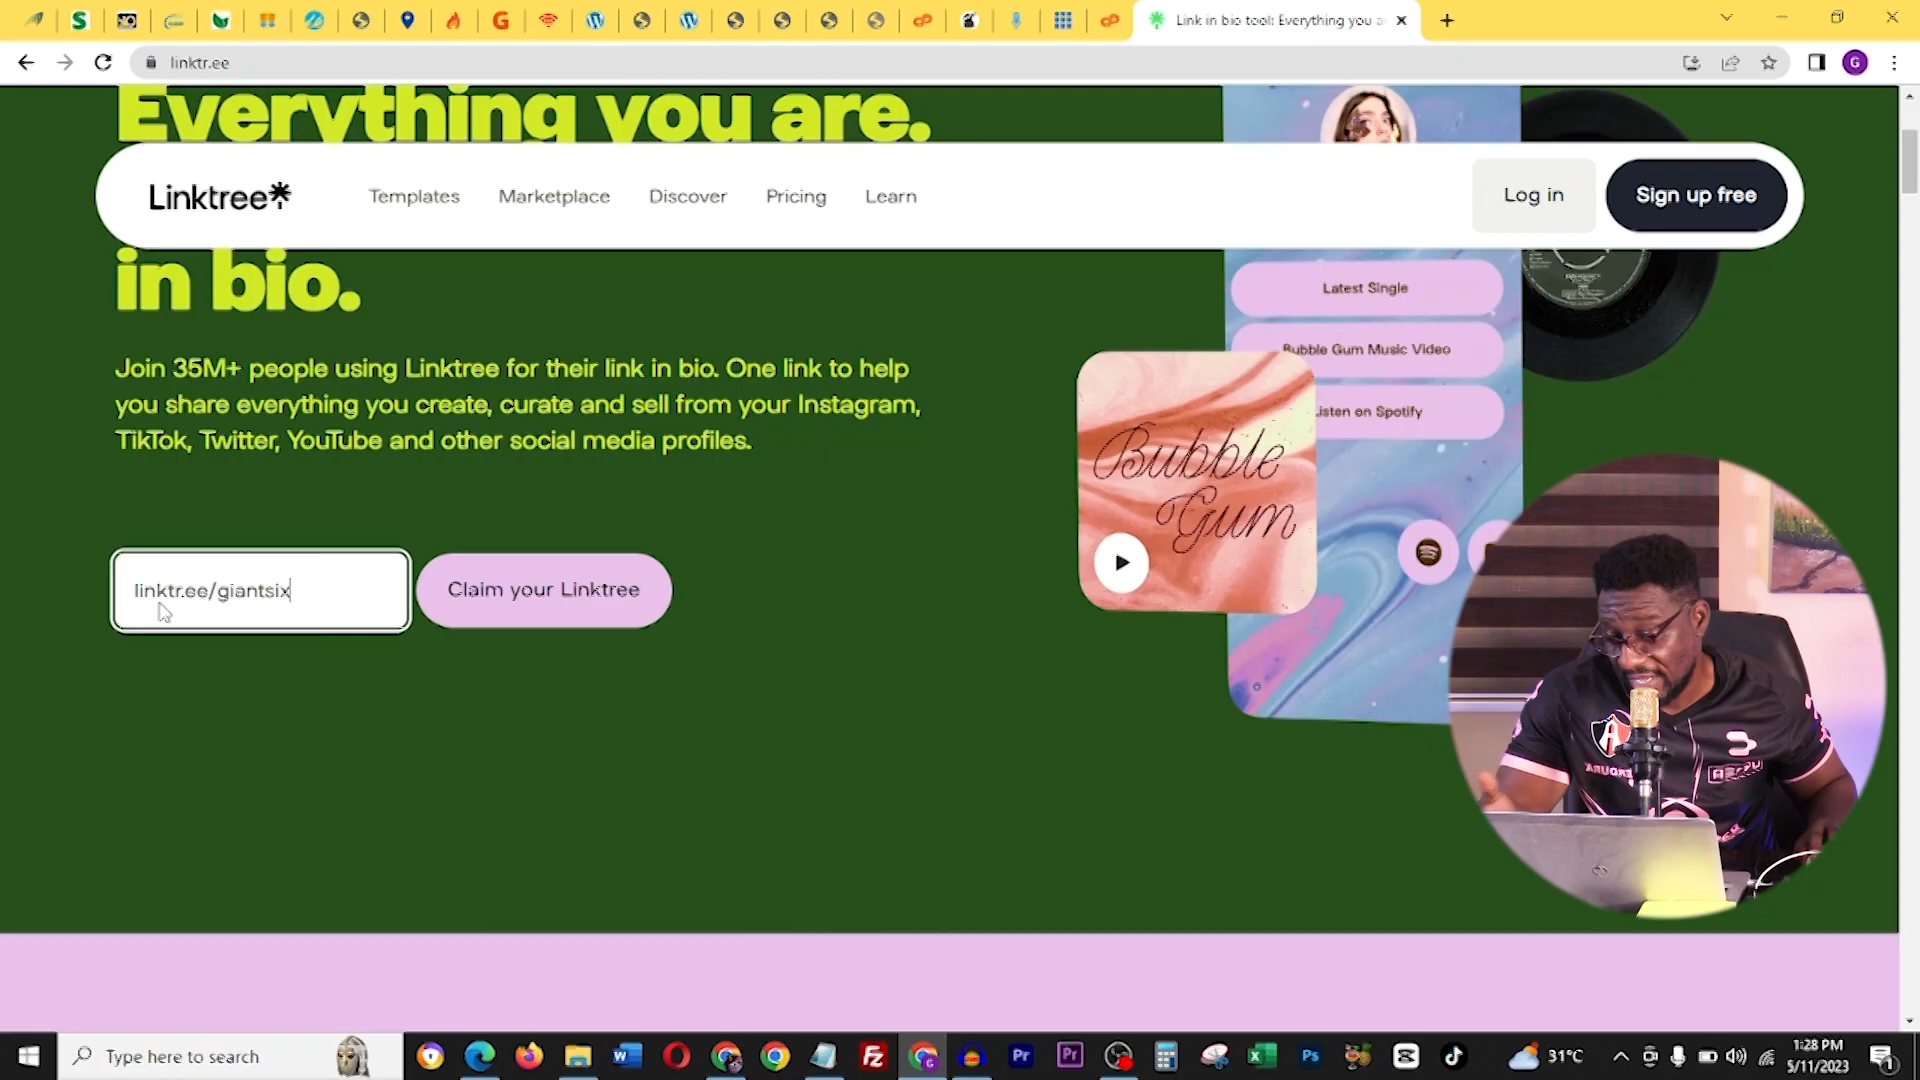 Link in bio tool: Everything you a
linktr.ee
G
Everything you are.
Linktree*
Templates
Marketplace
Discover
Pricing
Learn
Log in
Sign up free
in bio.
Join 35M+ people using Linktree for their link in bio. One link to help
you share everything you create, curate and sell from your Instagram,
TikTok, Twitter, YouTube and other social media profiles.
linktr.ee/giantsix
Claim your Linktree
Latest Single
Bubble Gum Music Video
Listen on Spotify
Bubble
Gum
Type here to search
31°C
1:28 PM
5/11/2023